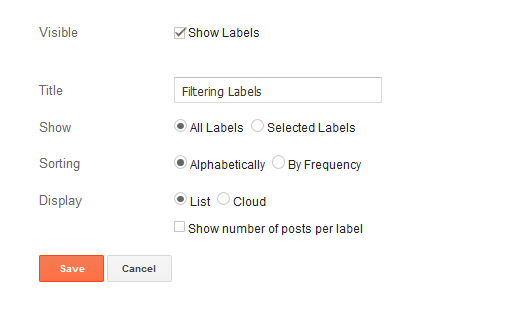 Visible Show Labels
Title Filtering Labels
Show All Labels Selected Labels
Sorting Alphabetically By Frequency
Display List Cloud
Show number of posts per label
Save Cancel